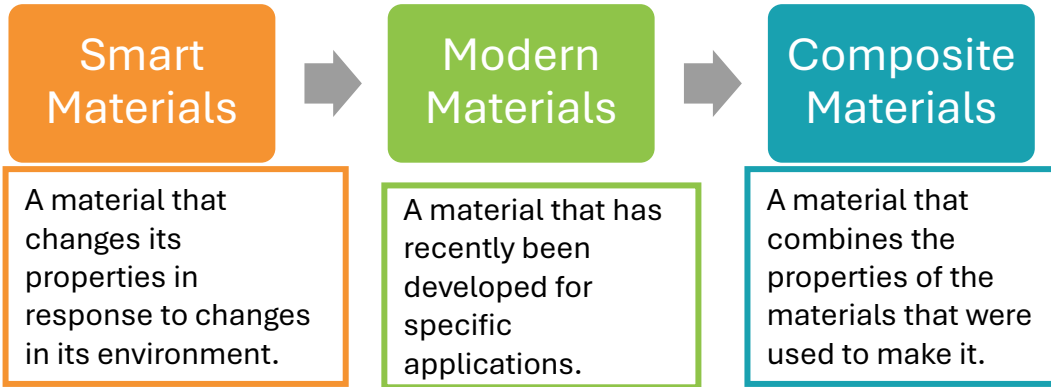 Smart
Materials
Modern
Materials
Composite
Materials
A material that
changes its
properties in
response to changes
in its environment.
A material that has
recently been
developed for
specific
applications.
A material that
combines the
properties of the
materials that were
used to make it.